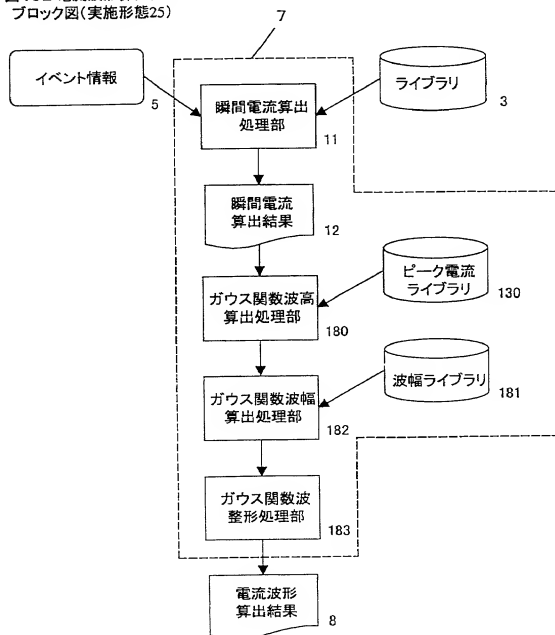 ブロック図(実施形態25)
7
イベント情報
5
ライブラリ
3
瞬間電流算出
処理部
11
瞬間電流
算出結果
12
ピーク電流
ライブラリ
130
ガウス関数波高
算出処理部
180
波幅ライブラリ
181
ガウス関数波幅
算出処理部
182
ガウス関数波
整形処理部
183
電流波形
算出結果
8